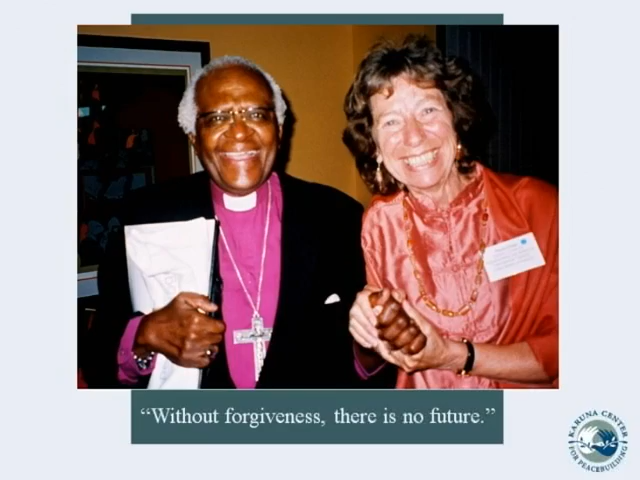 “Without forgiveness, there is no future.”
KARUNA CENTER
FOR PEACEBUILDING